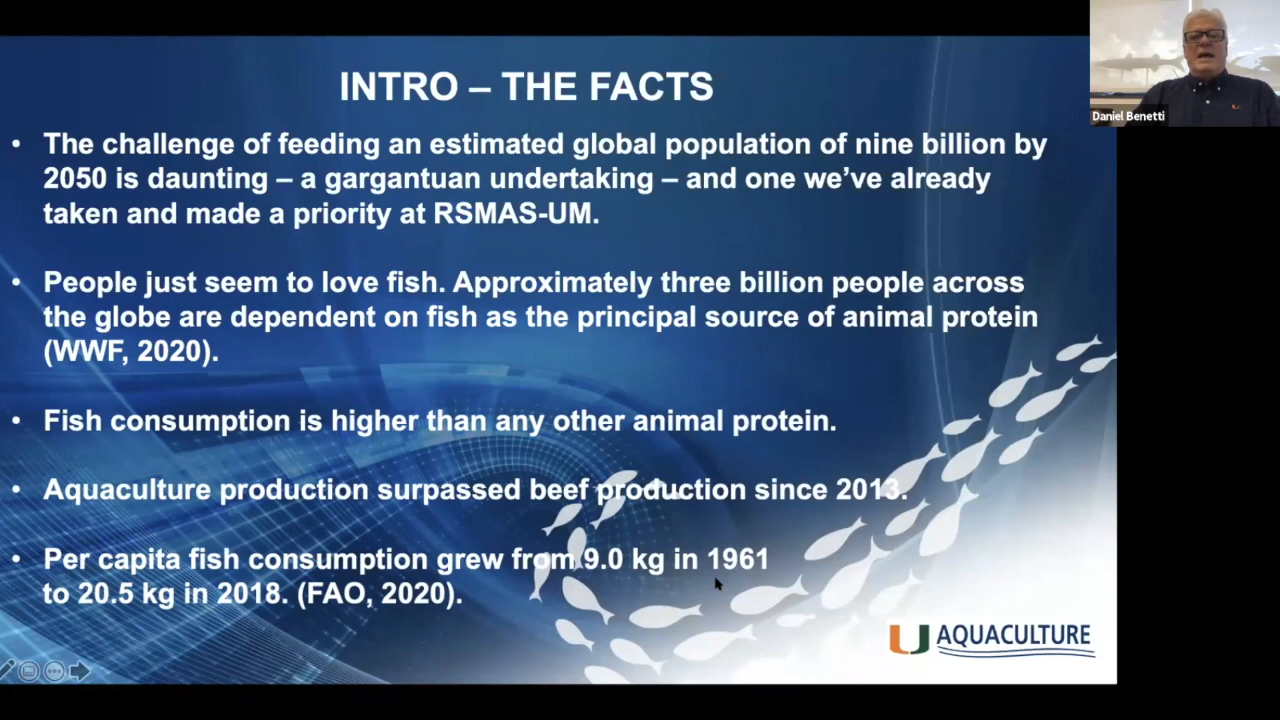 INTRO – THE FACTS
• The challenge of feeding an estimated global population of nine billion by
2050 is daunting – a gargantuan undertaking – and one we’ve already
taken and made a priority at RSMAS-UM.
• People just seem to love fish. Approximately three billion people across
the globe are dependent on fish as the principal source of animal protein
(WWF, 2020).
• Fish consumption is higher than any other animal protein.
• Aquaculture production surpassed beef production since 2013.
• Per capita fish consumption grew from 9.0 kg in 1961
to 20.5 kg in 2018. (FAO, 2020).
U AQUACULTURE
Daniel Benetti